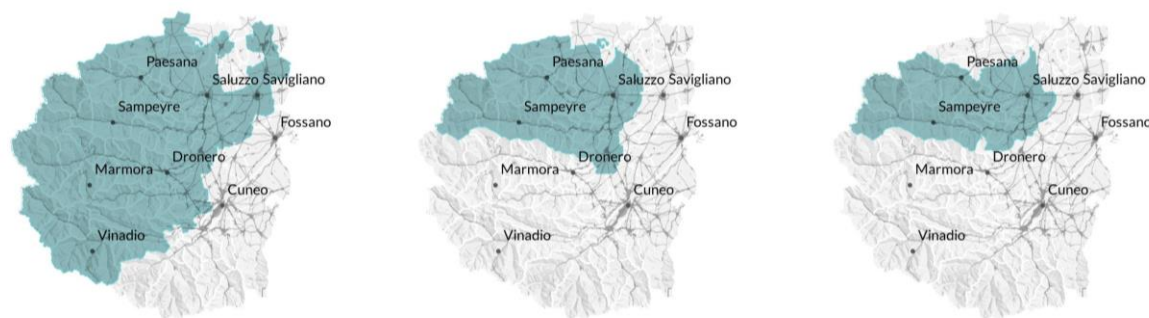 Paesana
Saluzzo Savigliano
Sampeyre
Fossano
Dronero
Marmora
Cuneo
Vinadio
Paesana
Saluzzo Savigliano
Sampeyre
Fossano
Dronero
Marmora
Cuneo
Vinadio
Paesana
Saluzzo Savigliano
Sampeyre
Fossano
Dronero
Marmora
Cuneo
Vinadio